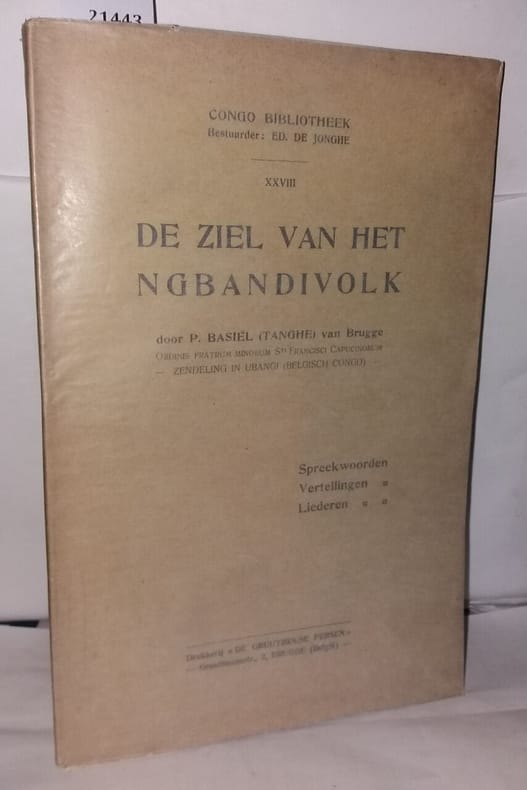 21443
CONGO BIBLIOTHEEK
Bestuurder: ED. DE JONGHE
XXVIII
DE ZIEL VAN HET
NGBANDIVOLK
door P. BASIEL (TANGHE) van Brugge
ORDINIS FRATRUM MINORUM Sti FRANCISCI CAPUCINORUM
— ZENDELING IN UBANGI (BELGISCH CONGO) —
Spreekwoorden
Vertellingen "
Liederen " "
Drukkerij « DE GRUUTHUUSE PERSEN »
2, BRUGGE (België) —